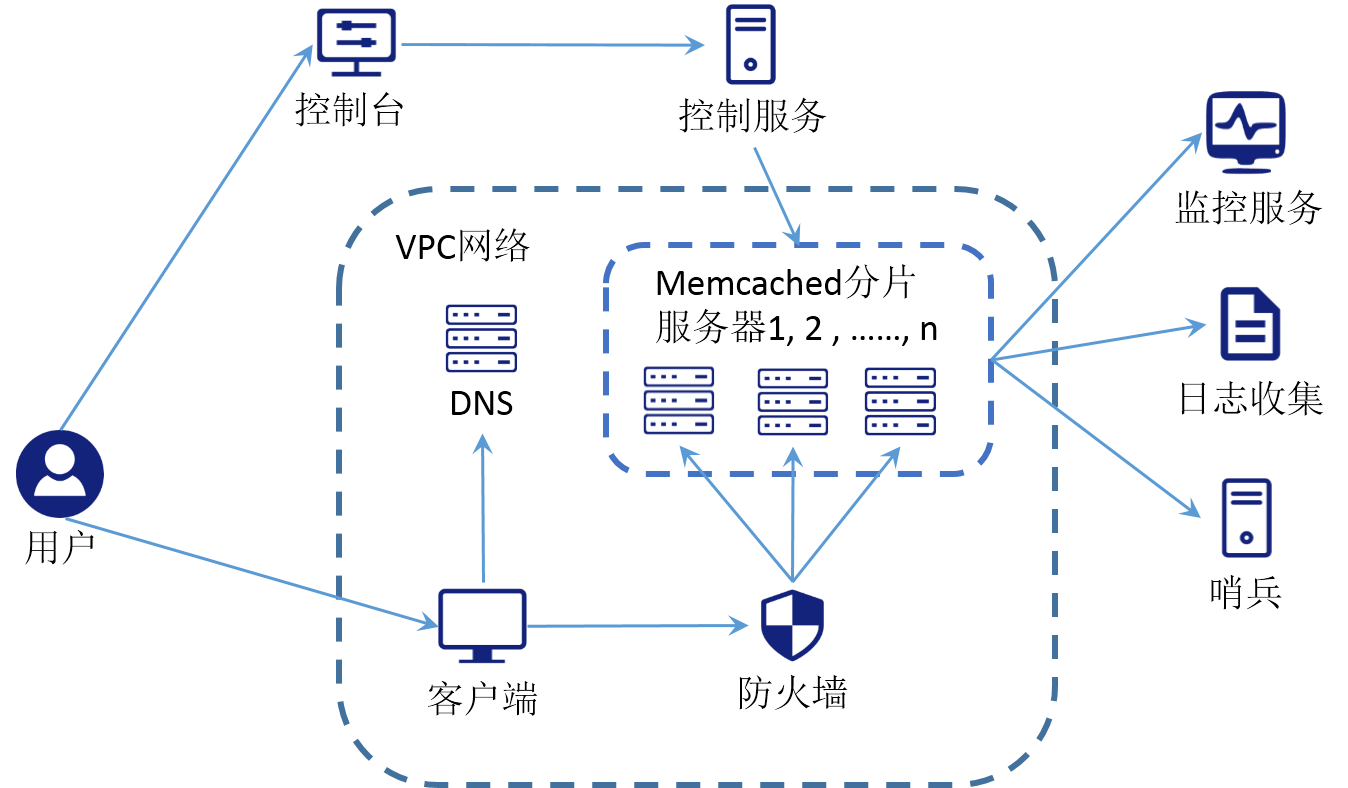 控制台
控制服务
监控服务
VPC网络
Memcached分片
服务器1, 2 , ……, n
DNS
日志收集
用户
哨兵
客户端
防火墙